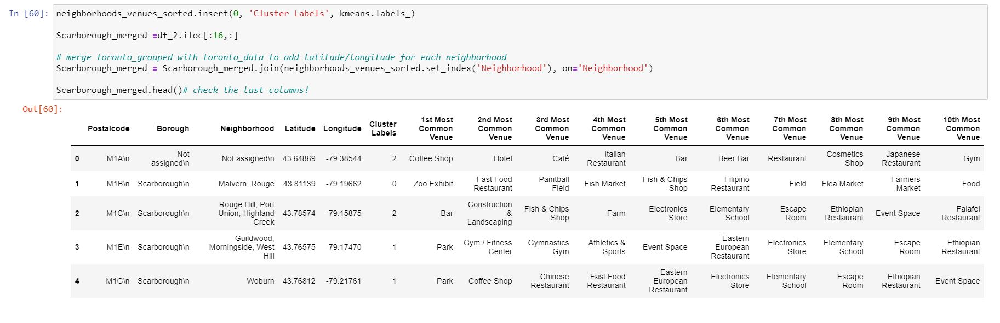 In [60]: neighborhoods_venues_sorted.insert(0, 'Cluster Labels', kmeans.labels_)
Scarborough_merged =df_2.iloc[:16,:]
# merge toronto_grouped with toronto_data to add latitude/longitude for each neighborhood
Scarborough_merged = Scarborough_merged.join(neighborhoods_venues_sorted.set_index('Neighborhood'), on='Neighborhood')
Scarborough_merged.head()# check the last columns!
Out[60]:
Postalcode Borough Neighborhood Latitude Longitude Cluster Labels 1st Most Common Venue 2nd Most Common Venue 3rd Most Common Venue 4th Most Common Venue 5th Most Common Venue 6th Most Common Venue 7th Most Common Venue 8th Most Common Venue 9th Most Common Venue 10th Most Common Venue
0 M1A\n Not assigned\n Not assigned\n 43.64869 -79.38544 2 Coffee Shop Hotel Café Italian Restaurant Bar Beer Bar Restaurant Cosmetics Shop Japanese Restaurant Gym
1 M1B\n Scarborough\n Malvern, Rouge 43.81139 -79.19662 0 Zoo Exhibit Fast Food Restaurant Paintball Field Fish Market Fish & Chips Shop Filipino Restaurant Field Flea Market Farmers Market Food
2 M1C\n Scarborough\n Rouge Hill, Port Union, Highland Creek 43.78574 -79.15875 2 Bar Construction & Landscaping Fish & Chips Shop Farm Electronics Store Elementary School Escape Room Ethiopian Restaurant Event Space Falafel Restaurant
3 M1E\n Scarborough\n Guildwood, Morningside, West Hill 43.76575 -79.17470 1 Park Gym / Fitness Center Gymnastics Gym Athletics & Sports Event Space Eastern European Restaurant Electronics Store Elementary School Escape Room Ethiopian Restaurant
4 M1G\n Scarborough\n Woburn 43.76812 -79.21761 1 Park Coffee Shop Chinese Restaurant Fast Food Restaurant Eastern European Restaurant Electronics Store Elementary School Escape Room Ethiopian Restaurant Event Space